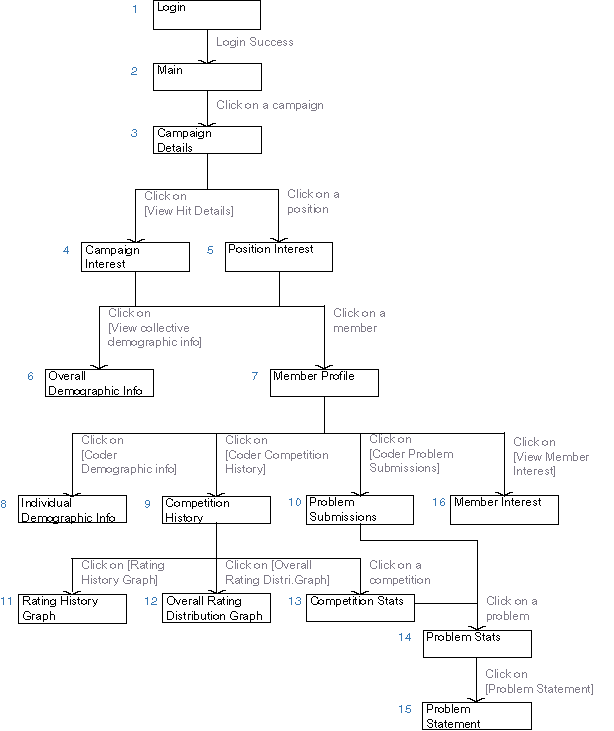 1
Login
Login Success
2
Main
Click on a campaign
3
Campaign
Details
Click on
[View Hit Details]
Click on a
position
4
Campaign
Interest
5
Position Interest
Click on
[View collective
demographic info]
Click on a
member
6
Overall
Demographic Info
7
Member Profile
Click on
[Coder
Demographic info]
Click on
[Coder Competition
History]
Click on
[Coder Problem
Submissions]
Click on
[View Member
Interest]
8
Individual
Demographic Info
9
Competition
History
10
Problem
Submissions
16
Member Interest
Click on [Rating
History Graph]
Click on [Overall
Rating Distri.Graph]
Click on a
competition
11
Rating History
Graph
12
Overall Rating
Distribution Graph
13
Competition Stats
Click on a
problem
14
Problem Stats
Click on
[Problem Statement]
15
Problem
Statement